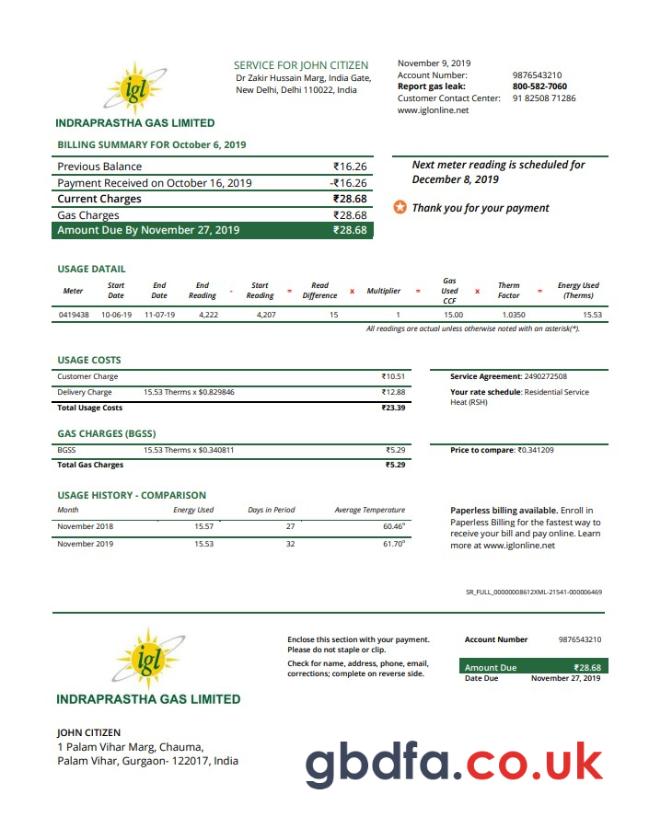 igl
INDRAPRASTHA GAS LIMITED
SERVICE FOR JOHN CITIZEN
Dr Zakir Hussain Marg, India Gate,
New Delhi, Delhi 110022, India
November 9, 2019
Account Number: 9876543210
Report gas leak: 800-582-7060
Customer Contact Center: 91 82508 71286
www.iglonline.net
BILLING SUMMARY FOR October 6, 2019
Previous Balance ₹16.26
Payment Received on October 16, 2019 -₹16.26
Current Charges ₹28.68
Gas Charges ₹28.68
Amount Due By November 27, 2019 ₹28.68
Next meter reading is scheduled for
December 8, 2019
Thank you for your payment
USAGE DATAIL
Meter Start Date End Date End Reading - Start Reading = Read Difference x Multiplier = Gas Used CCF x Therm Factor = Energy Used (Therms)
0419438 10-06-19 11-07-19 4,222 4,207 15 1 15.00 1.0350 15.53
All readings are actual unless otherwise noted with an asterisk(*).
USAGE COSTS
Customer Charge ₹10.51
Delivery Charge 15.53 Therms x $0.829846 ₹12.88
Total Usage Costs ₹23.39
Service Agreement: 2490272508
Your rate schedule: Residential Service
Heat (RSH)
GAS CHARGES (BGSS)
BGSS 15.53 Therms x $0.340811 ₹5.29
Total Gas Charges ₹5.29
Price to compare: ₹0.341209
USAGE HISTORY - COMPARISON
Month Energy Used Days in Period Average Temperature
November 2018 15.57 27 60.46°
November 2019 15.53 32 61.70°
Paperless billing available. Enroll in
Paperless Billing for the fastest way to
receive your bill and pay online. Learn
more at www.iglonline.net
SR_FULL_00000008612XML-21541-000006469
igl
INDRAPRASTHA GAS LIMITED
Enclose this section with your payment.
Please do not staple or clip.
Check for name, address, phone, email,
corrections; complete on reverse side.
Account Number 9876543210
Amount Due ₹28.68
Date Due November 27, 2019
JOHN CITIZEN
1 Palam Vihar Marg, Chauma,
Palam Vihar, Gurgaon- 122017, India
gbdfa.co.uk